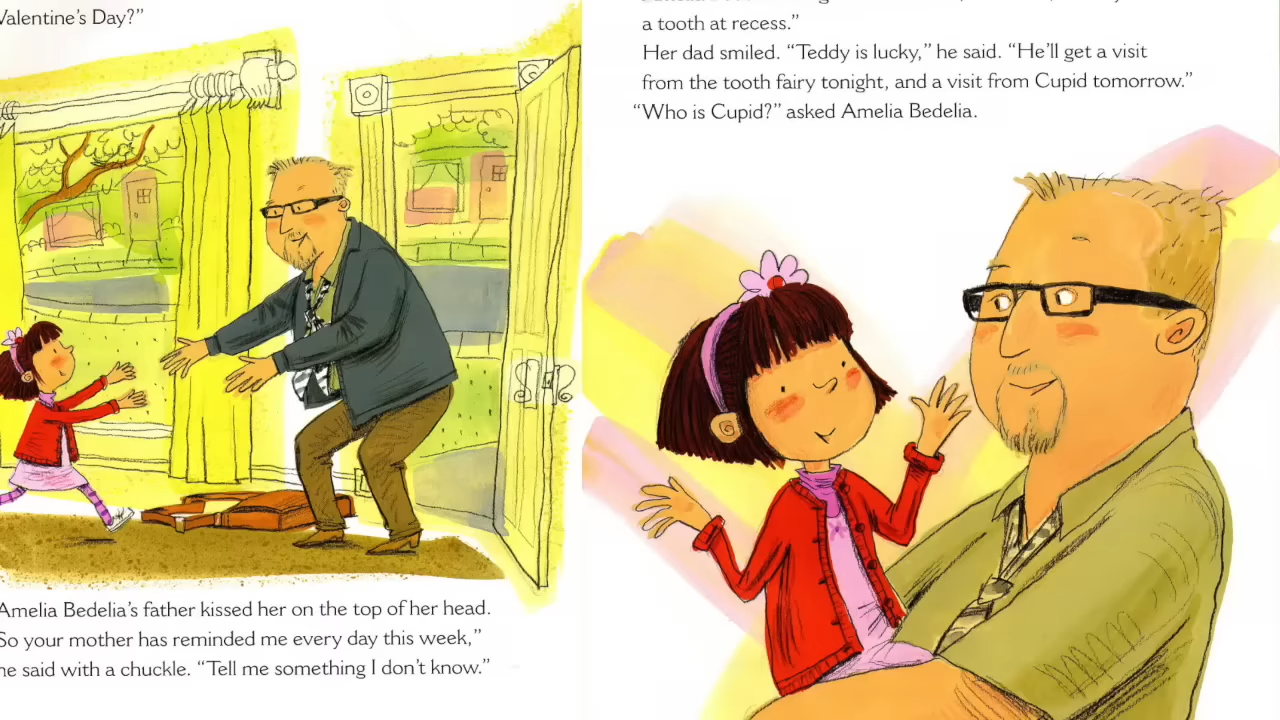 Valentine's Day?"
Amelia Bedelia's father kissed her on the top of her head.
So your mother has reminded me every day this week,"
he said with a chuckle. "Tell me something I don't know."
a tooth at recess."
Her dad smiled. "Teddy is lucky," he said. "He'll get a visit
from the tooth fairy tonight, and a visit from Cupid tomorrow."
"Who is Cupid?" asked Amelia Bedelia.